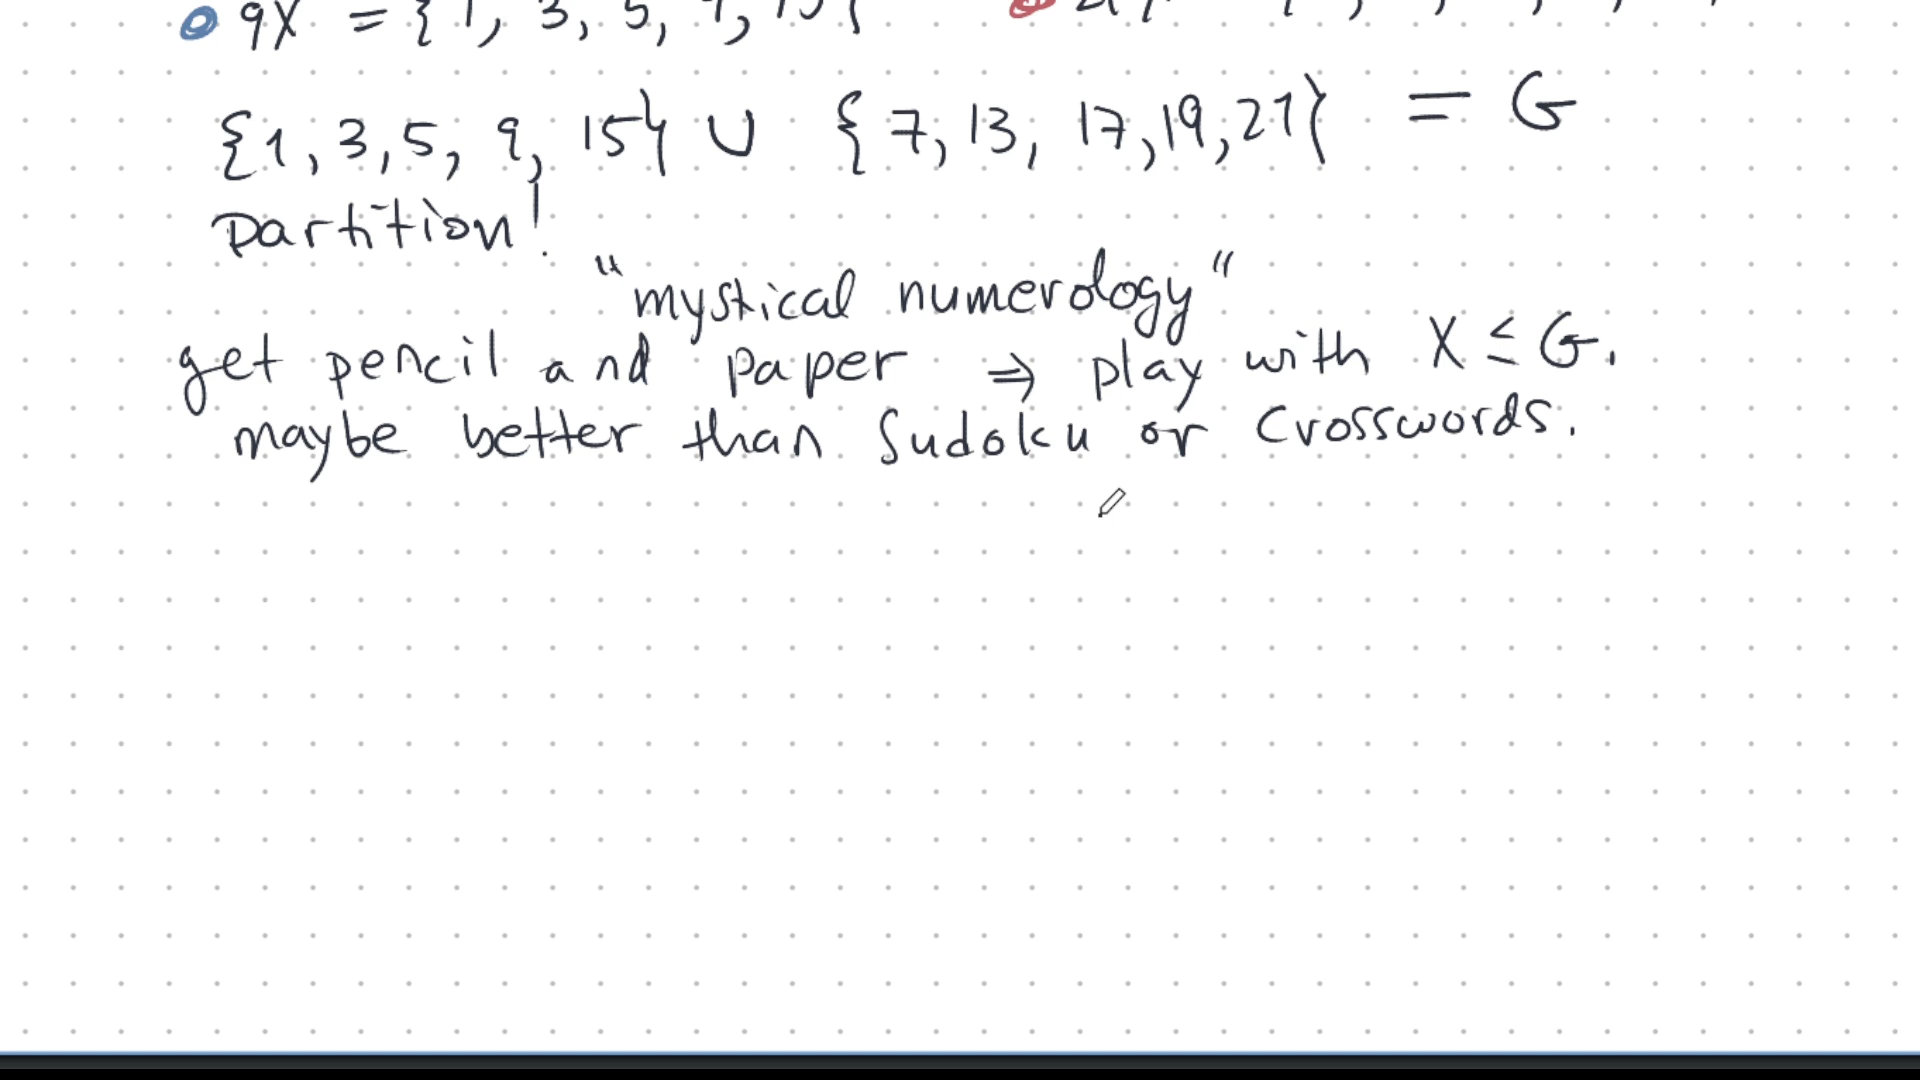 9X = {1, 3, 5, 9, 15}
{1, 3, 5, 9, 15} ∪ {7, 13, 17, 19, 21} = G
Partition!
"mystical numerology"
get pencil and paper ⇒ play with X ≤ G.
maybe better than Sudoku or Crosswords.